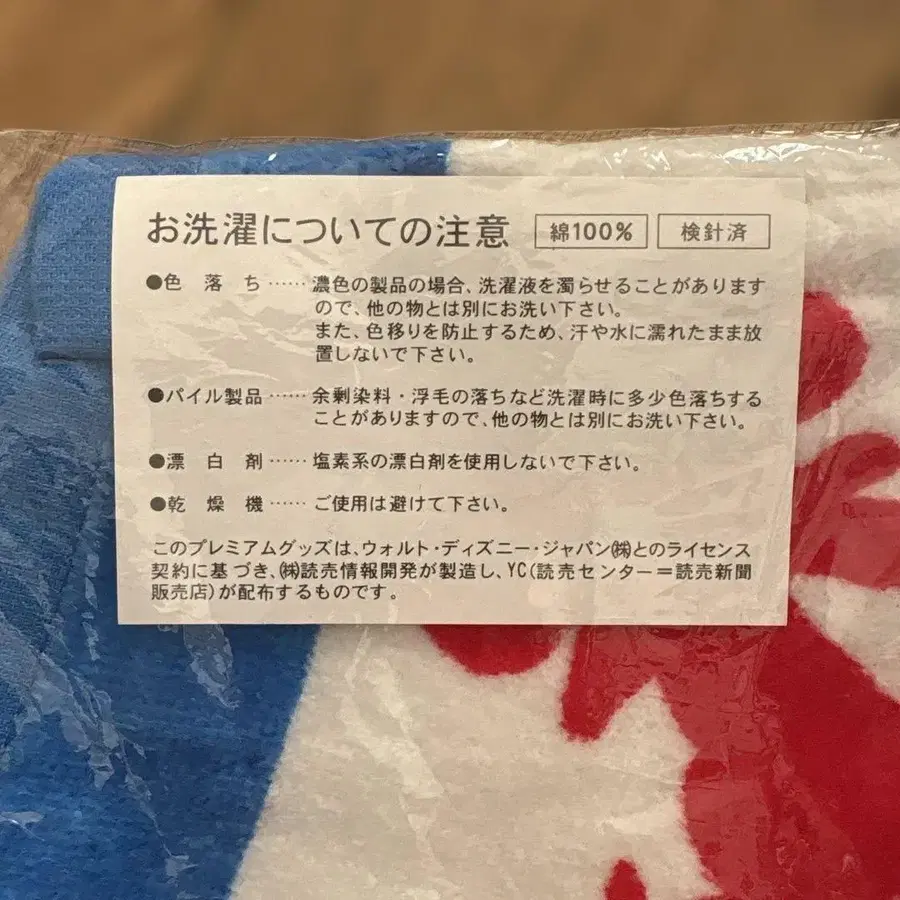 お洗濯についての注意 綿100% 検針済
●色落ち……濃色の製品の場合、洗濯液を濁らせることがあります
ので、他の物とは別にお洗い下さい。
また、色移りを防止するため、汗や水に濡れたまま放
置しないで下さい。
●パイル製品……余剰染料・浮毛の落ちなど洗濯時に多少色落ちする
ことがありますので、他の物とは別にお洗い下さい。
●漂白剤……塩素系の漂白剤を使用しないで下さい。
●乾燥機……ご使用は避けて下さい。
このプレミアムグッズは、ウォルト・ディズニー・ジャパン㈱とのライセンス
契約に基づき、㈱読売情報開発が製造し、YC(読売センター=読売新聞
販売店)が配布するものです。